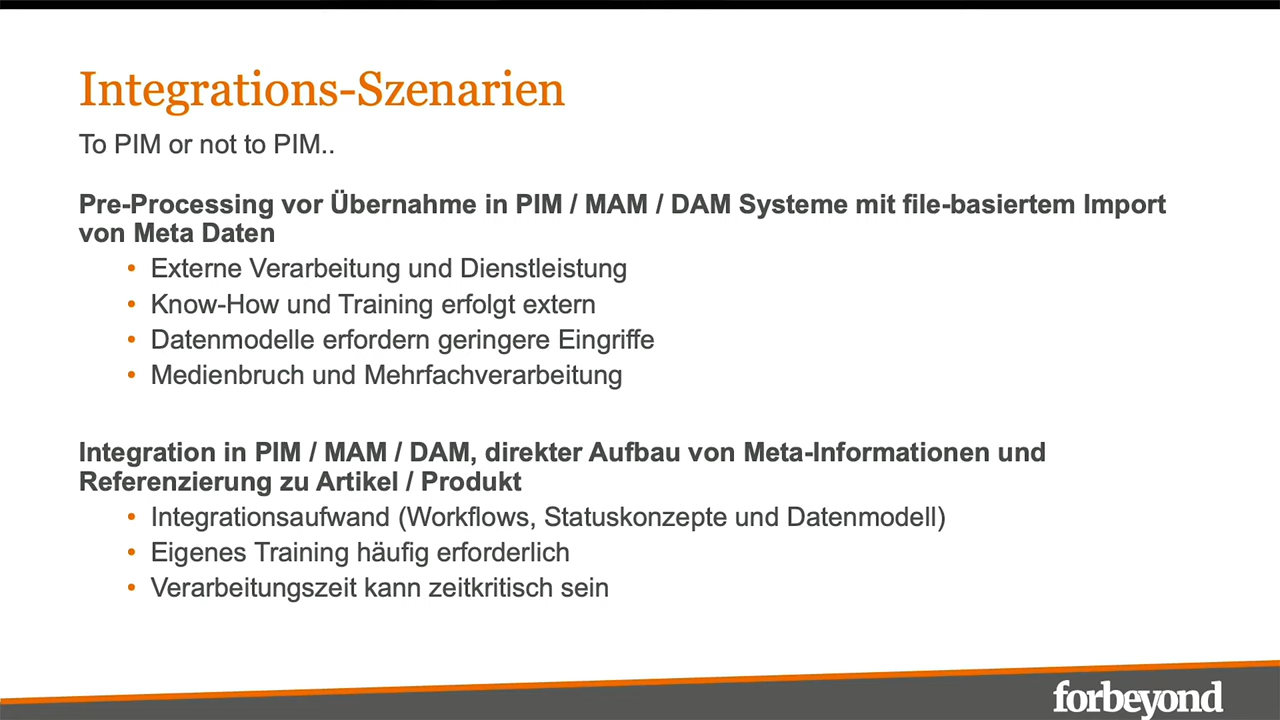 Integrations-Szenarien
To PIM or not to PIM..
Pre-Processing vor Übernahme in PIM / MAM / DAM Systeme mit file-basiertem Import
von Meta Daten
• Externe Verarbeitung und Dienstleistung
• Know-How und Training erfolgt extern
• Datenmodelle erfordern geringere Eingriffe
• Medienbruch und Mehrfachverarbeitung
Integration in PIM / MAM / DAM, direkter Aufbau von Meta-Informationen und
Referenzierung zu Artikel / Produkt
• Integrationsaufwand (Workflows, Statuskonzepte und Datenmodell)
• Eigenes Training häufig erforderlich
• Verarbeitungszeit kann zeitkritisch sein
forbeyond